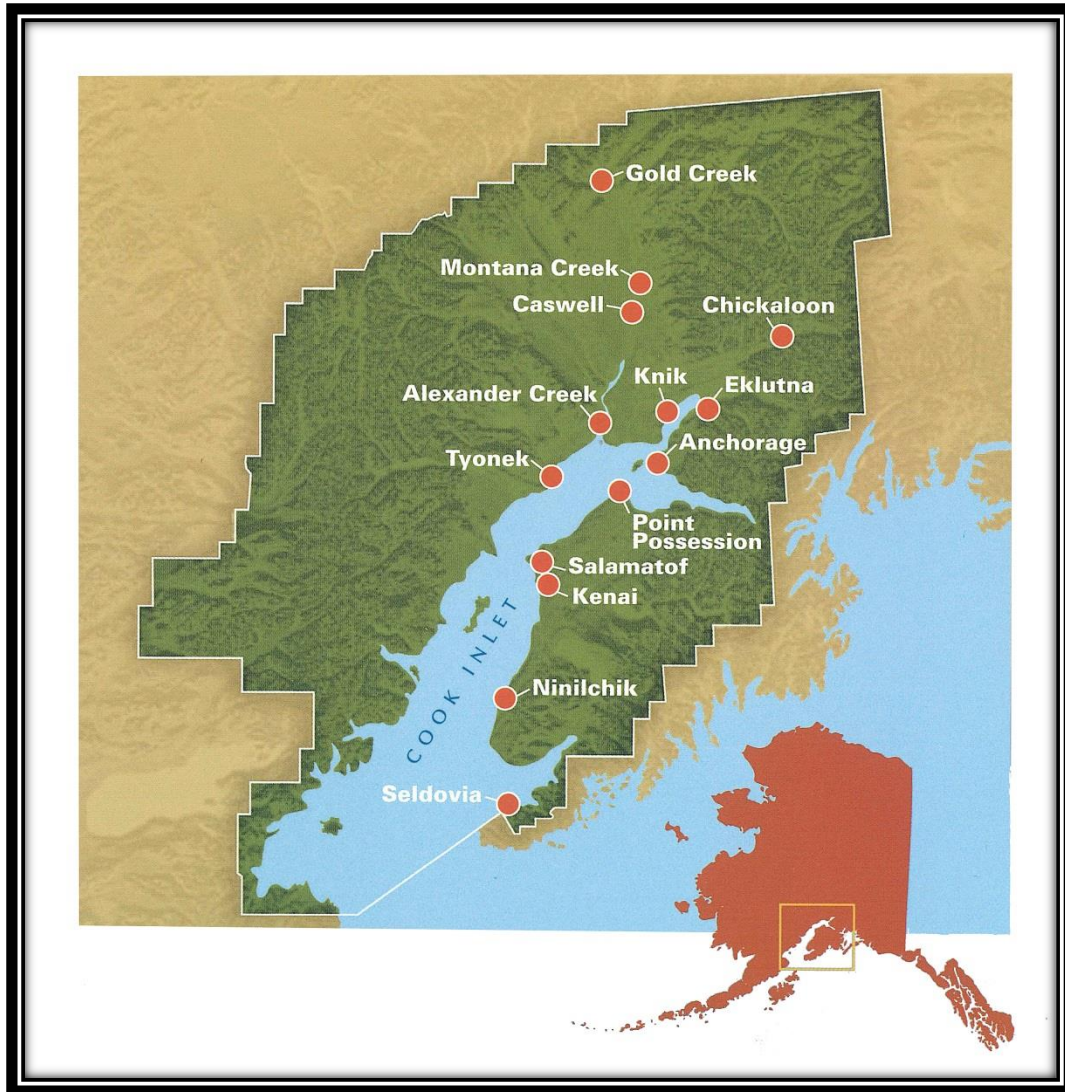 Gold Creek
Montana Creek
Caswell
Chickaloon
Knik
Eklutna
Alexander Creek
Anchorage
Tyonek
Point
Possession
Salamatof
Kenai
COOK INLET
Ninilchik
Seldovia